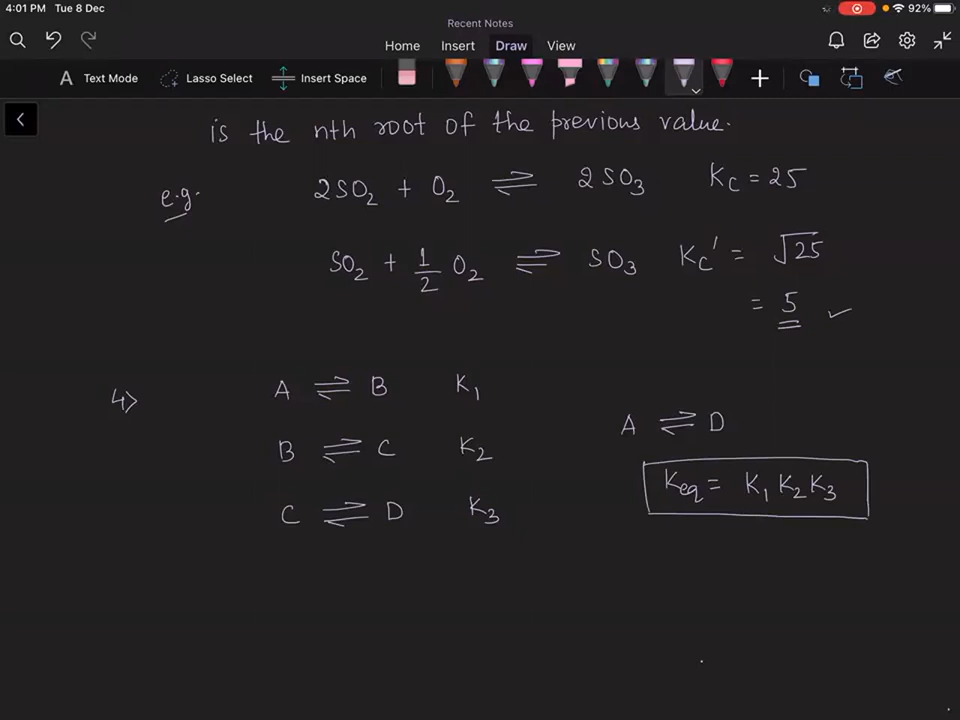 4:01 PM Tue 8 Dec 92%
Recent Notes
Home Insert Draw View
A Text Mode Lasso Select Insert Space
is the nth root of the previous value.
e.g. 2SO₂ + O₂ ⇌ 2SO₃ Kc = 25
SO₂ + 1/2 O₂ ⇌ SO₃ Kc' = √25
= 5 ✓
4> A ⇌ B K₁
A ⇌ D
B ⇌ C K₂
Keq = K₁ K₂ K₃
C ⇌ D K₃